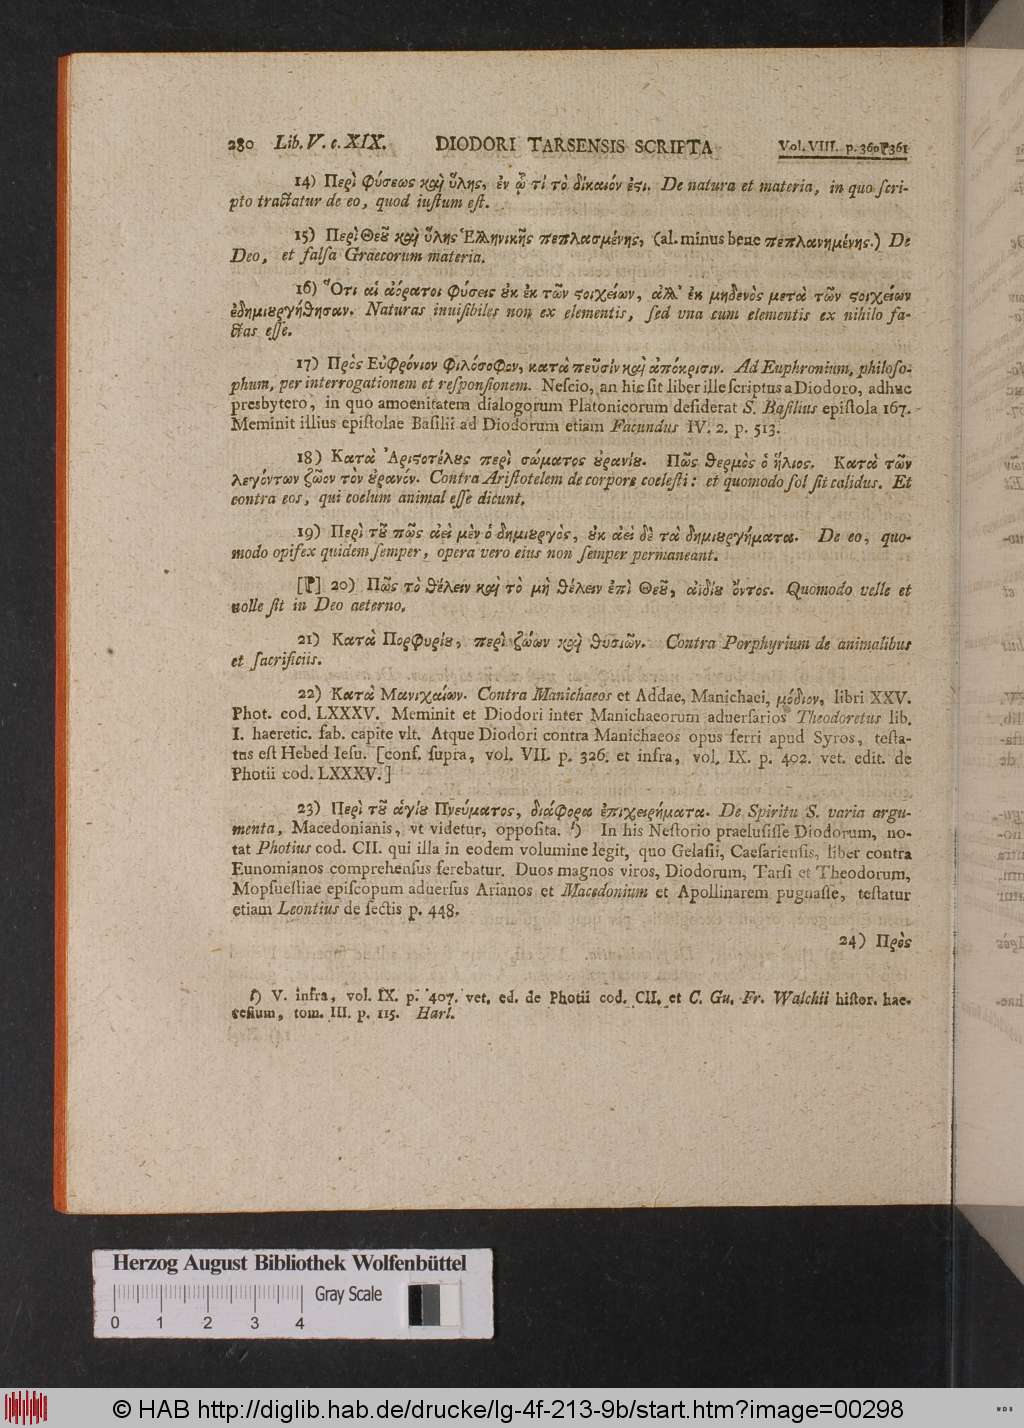 280 Lib. V. c. XIX. DIODORI TARSENSIS SCRIPTA Vol. VIII. p. 360⁋361
14) Περὶ φύσεως καὶ ὕλης, ἐν ᾧ τί τὸ δίκαιόν ἐϛι. De natura et materia, in quo ſcri-
pto tractatur de eo, quod iuſtum eſt.
15) Περὶ Θεȣ͂ καὶ ὕλης Ἑλληνικῆς πεπλασμένης, (al. minus bene πεπλανημένης.) De
Deo, et falſa Graecorum materia.
16) Ὅτι αἱ ἀόρατοι φύσεις ȣ̓κ ἐκ τῶν ϛοιχείων, ἀλλ' ἐκ μηδενὸς μετὰ τῶν ϛοιχείων
ἐδημιȣργήθησαν. Naturas inuiſibiles non ex elementis, ſed vna cum elementis ex nihilo fa-
ctas eſſe.
17) Πρὸς Εὐφρόνιον φιλόσοφον, κατὰ πεῦσίν καὶ ἀπόκρισιν. Ad Euphronium, philoſo-
phum, per interrogationem et reſponſionem. Neſcio, an hic ſit liber ille ſcriptus a Diodoro, adhuc
presbytero, in quo amoenitatem dialogorum Platonicorum deſiderat S. Baſilius epiſtola 167.
Meminit illius epiſtolae Baſilii ad Diodorum etiam Facundus IV. 2. p. 513.
18) Κατὰ Ἀριϛοτέλȣς περὶ σώματος ȣ̓ρανίȣ. Πῶς θερμὸς ὁ ἥλιος. Κατὰ τῶν
λεγόντων ζῶον τὸν ȣ̓ρανόν. Contra Ariſtotelem de corpore coeleſti: et quomodo ſol ſit calidus. Et
contra eos, qui coelum animal eſſe dicunt.
19) Περὶ τȣ͂ πῶς ἀεὶ μὲν ὁ δημιȣργὸς, ȣ̓κ ἀεὶ δὲ τὰ δημιȣργήματα. De eo, quo-
modo opifex quidem ſemper, opera vero eius non ſemper permaneant.
[⁋] 20) Πῶς τὸ θέλειν καὶ τὸ μὴ θέλειν ἐπὶ Θεȣ͂, ἀϊδίȣ ὄντος. Quomodo velle et
nolle ſit in Deo aeterno.
21) Κατὰ Πορφυρίȣ, περὶ ζώων καὶ θυσιῶν. Contra Porphyrium de animalibus
et ſacrificiis.
22) Κατὰ Μανιχαίων. Contra Manichaeos et Addae, Manichaei, μόδιον, libri XXV.
Phot. cod. LXXXV. Meminit et Diodori inter Manichaeorum aduerſarios Theodoretus lib.
I. haeretic. fab. capite vlt. Atque Diodori contra Manichaeos opus ferri apud Syros, teſta-
tus eſt Hebed Ieſu. [conf. ſupra, vol. VII. p. 326. et infra, vol. IX. p. 402. vet. edit. de
Photii cod. LXXXV.]
23) Περὶ τȣ͂ ἁγίȣ Πνεύματος, διάφορα ἐπιχειρήματα. De Spiritu S. varia argu-
menta, Macedonianis, vt videtur, oppoſita. f) In his Neſtorio praeluſiſſe Diodorum, no-
tat Photius cod. CII. qui illa in eodem volumine legit, quo Gelaſii, Caeſarienſis, liber contra
Eunomianos comprehenſus ferebatur. Duos magnos viros, Diodorum, Tarſi et Theodorum,
Mopſueſtiae epiſcopum aduerſus Arianos et Macedonium et Apollinarem pugnaſſe, teſtatur
etiam Leontius de ſectis p. 448.
24) Πρὸς
f) V. infra, vol. IX. p. 407. vet. ed. de Photii cod. CII. et C. Gu. Fr. Walchii hiſtor. hae-
reſium, tom. III. p. 115. Harl.
Herzog August Bibliothek Wolfenbüttel
Gray Scale
0 1 2 3 4
© HAB http://diglib.hab.de/drucke/lg-4f-213-9b/start.htm?image=00298